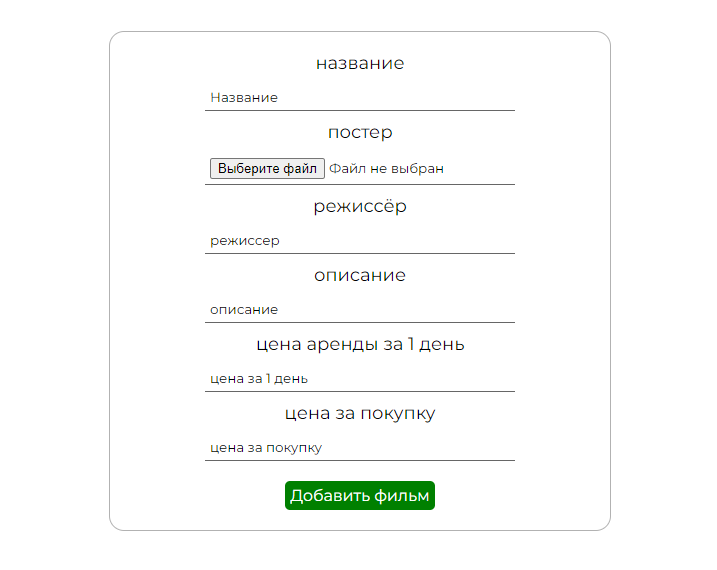 название
Название
постер
Выберите файл Файл не выбран
режиссёр
режиссер
описание
описание
цена аренды за 1 день
цена за 1 день
цена за покупку
цена за покупку
Добавить фильм